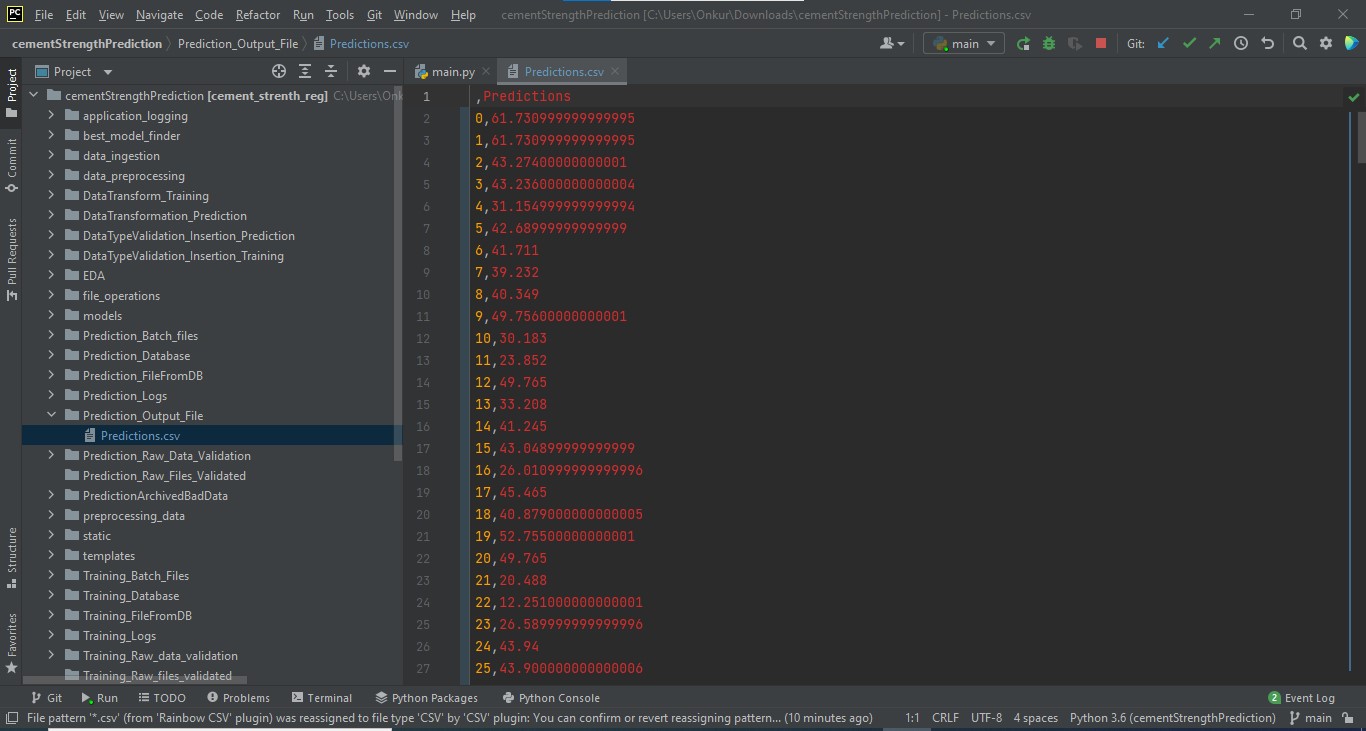 PC File Edit View Navigate Code Refactor Run Tools Git Window Help cementStrengthPrediction [C:\Users\Onkur\Downloads\cementStrengthPrediction] - Predictions.csv
cementStrengthPrediction Prediction_Output_File Predictions.csv main Git:
Project
main.py Predictions.csv
Project
Commit
Pull Requests
Structure
Favorites
cementStrengthPrediction [cement_strenth_reg] C:\Users\Onk
application_logging
best_model_finder
data_ingestion
data_preprocessing
DataTransform_Training
DataTransformation_Prediction
DataTypeValidation_Insertion_Prediction
DataTypeValidation_Insertion_Training
EDA
file_operations
models
Prediction_Batch_files
Prediction_Database
Prediction_FileFromDB
Prediction_Logs
Prediction_Output_File
Predictions.csv
Prediction_Raw_Data_Validation
Prediction_Raw_Files_Validated
PredictionArchivedBadData
preprocessing_data
static
templates
Training_Batch_Files
Training_Database
Training_FileFromDB
Training_Logs
Training_Raw_data_validation
Training_Raw_files_validated
1 ,Predictions
2 0,61.730999999999995
3 1,61.730999999999995
4 2,43.27400000000001
5 3,43.236000000000004
6 4,31.154999999999994
7 5,42.68999999999999
8 6,41.711
9 7,39.232
10 8,40.349
11 9,49.75600000000001
12 10,30.183
13 11,23.852
14 12,49.765
15 13,33.208
16 14,41.245
17 15,43.04899999999999
18 16,26.010999999999996
19 17,45.465
20 18,40.879000000000005
21 19,52.75500000000001
22 20,49.765
23 21,20.488
24 22,12.251000000000001
25 23,26.589999999999996
26 24,43.94
27 25,43.900000000000006
Git Run TODO Problems Terminal Python Packages Python Console 2 Event Log
File pattern '*.csv' (from 'Rainbow CSV' plugin) was reassigned to file type 'CSV' by 'CSV' plugin: You can confirm or revert reassigning pattern... (10 minutes ago) 1:1 CRLF UTF-8 4 spaces Python 3.6 (cementStrengthPrediction) main